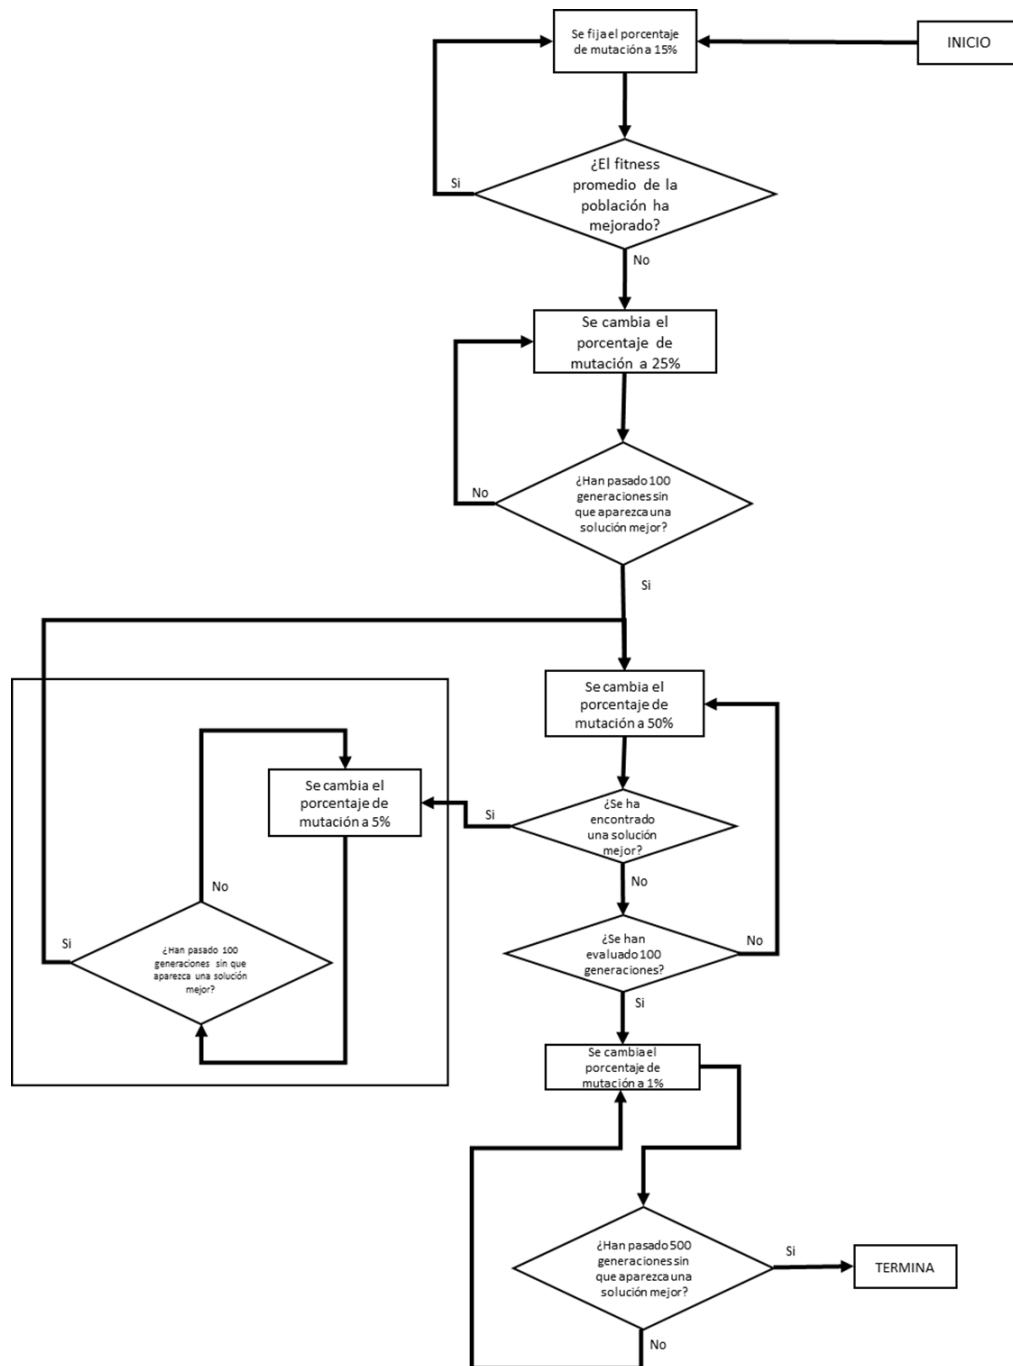 Se fija el porcentaje
de mutación a 15%
INICIO
¿El fitness
promedio de la
población ha
mejorado?
Si
No
Se cambia el
porcentaje de
mutación a 25%
¿Han pasado 100
generaciones sin
que aparezca una
solución mejor?
No
Si
Se cambia el
porcentaje de
mutación a 50%
Se cambia el
porcentaje de
mutación a 5%
Si
¿Se ha
encontrado
una solución
mejor?
No
No
Si
¿Han pasado 100
generaciones sin que
aparezca una solución
mejor?
¿Se han
evaluado 100
generaciones?
No
Si
Se cambia el
porcentaje de
mutación a 1%
¿Han pasado 500
generaciones sin
que aparezca una
solución mejor?
Si
TERMINA
No